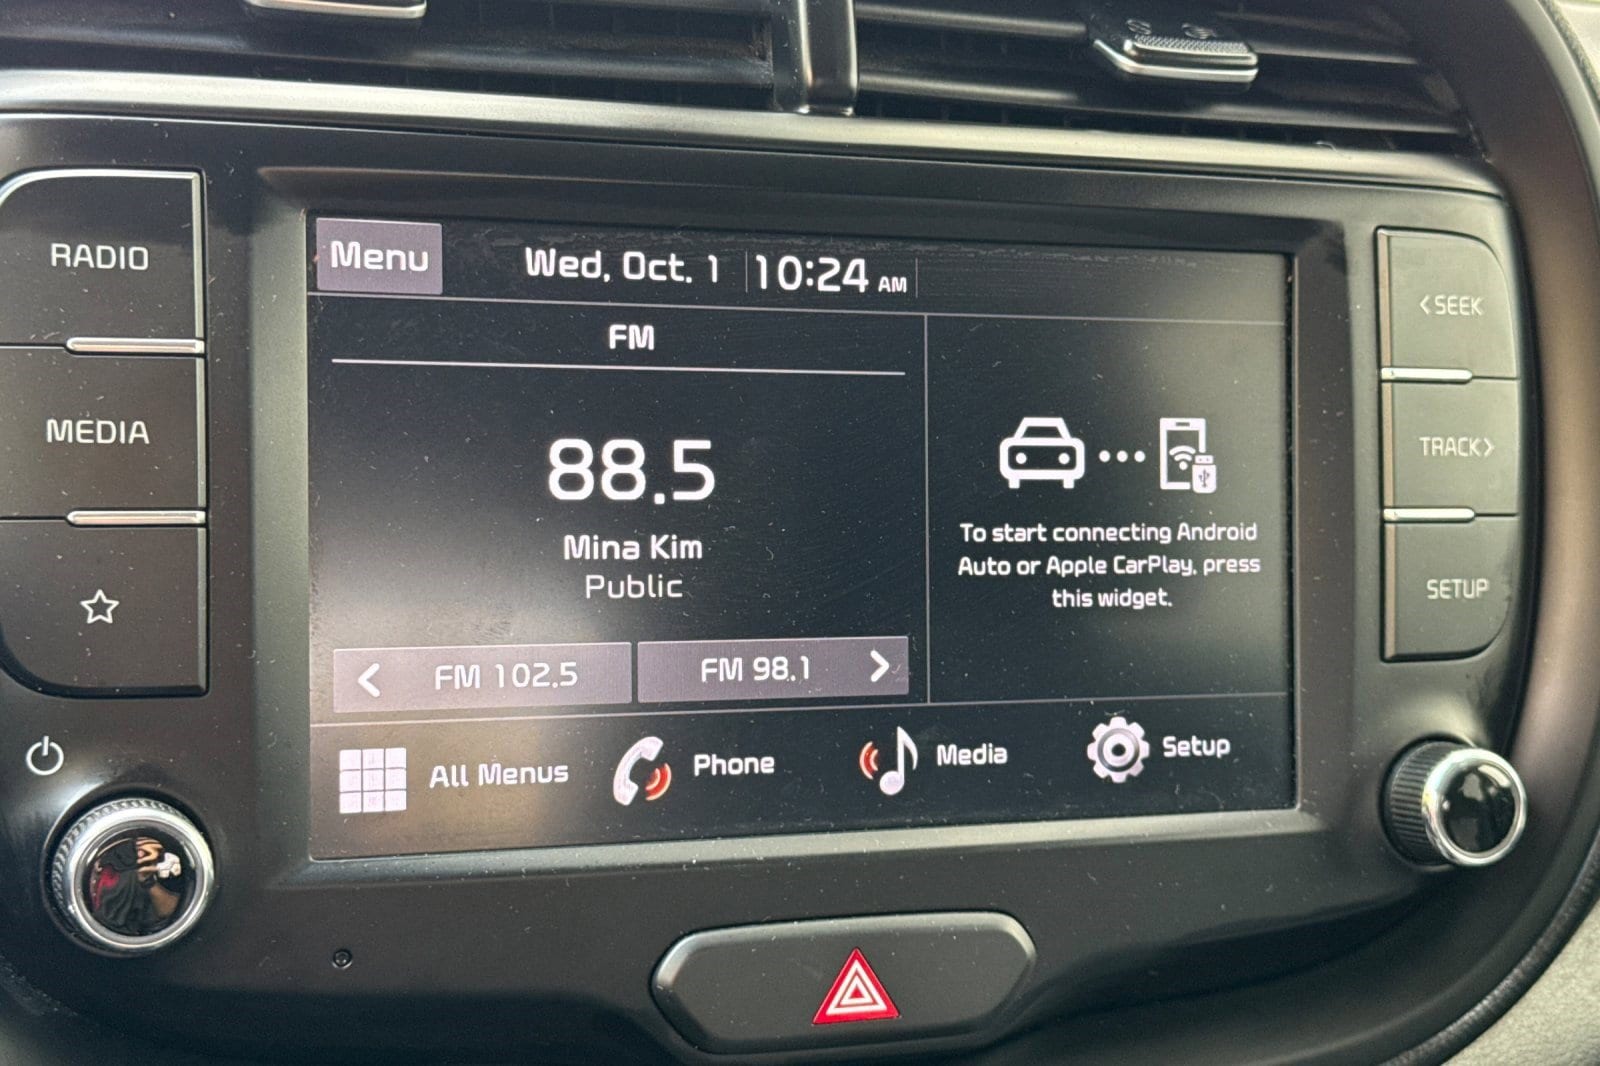 RADIO
MEDIA
Menu
Wed, Oct. 1 10:24 AM
FM
88.5
Mina Kim
Public
FM 102.5
FM 98.1
To start connecting Android
Auto or Apple CarPlay, press
this widget.
All Menus
Phone
Media
Setup
< SEEK
TRACK >
SETUP